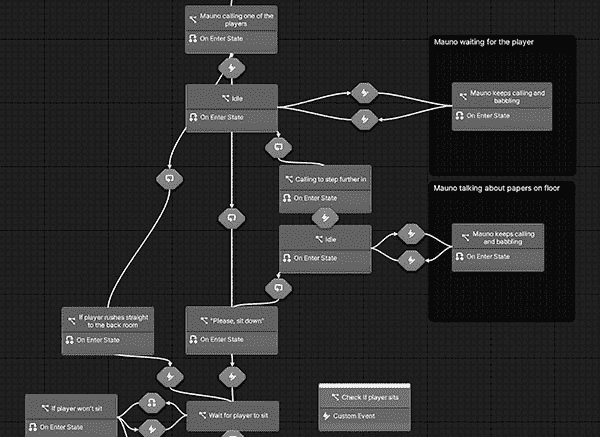 Mauno calling one of the
players
On Enter State
Mauno waiting for the player
Idle
On Enter State
Mauno keeps calling and
babbling
On Enter State
Calling to step further in
On Enter State
Mauno talking about papers on floor
Idle
On Enter State
Mauno keeps calling
and babbling
On Enter State
If player rushes straight
to the back room
On Enter State
"Please, sit down"
On Enter State
If player won't sit
On Enter State
Wait for player to sit
Check if player sits
Custom Event